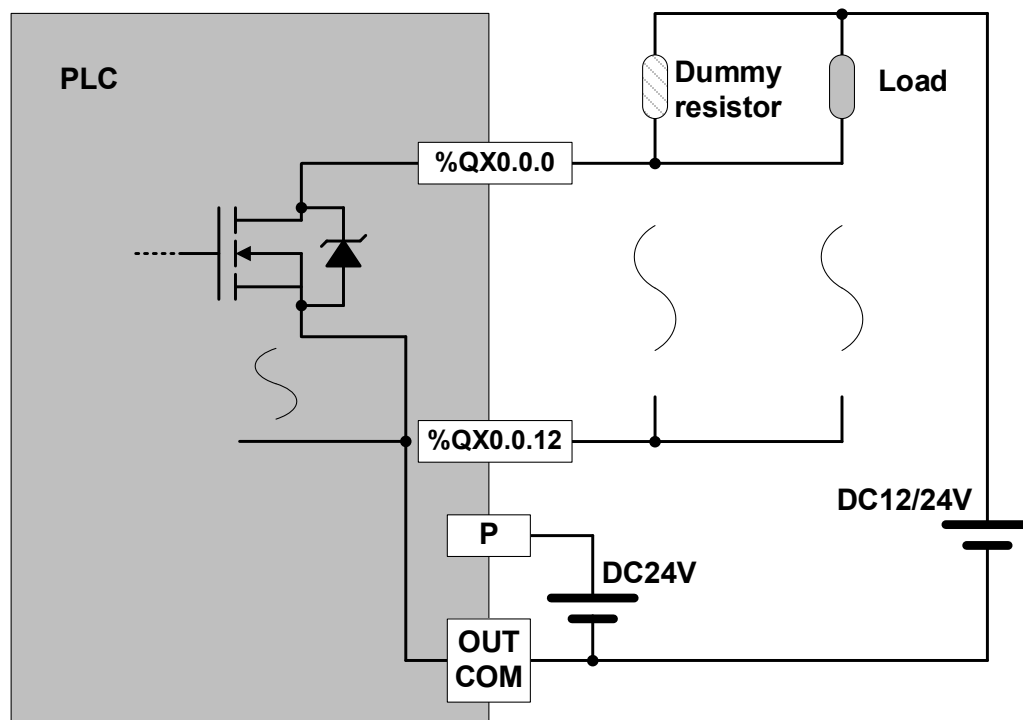 PLC
Dummy
resistor
Load
%QX0.0.0
%QX0.0.12
DC12/24V
P
DC24V
OUT
COM